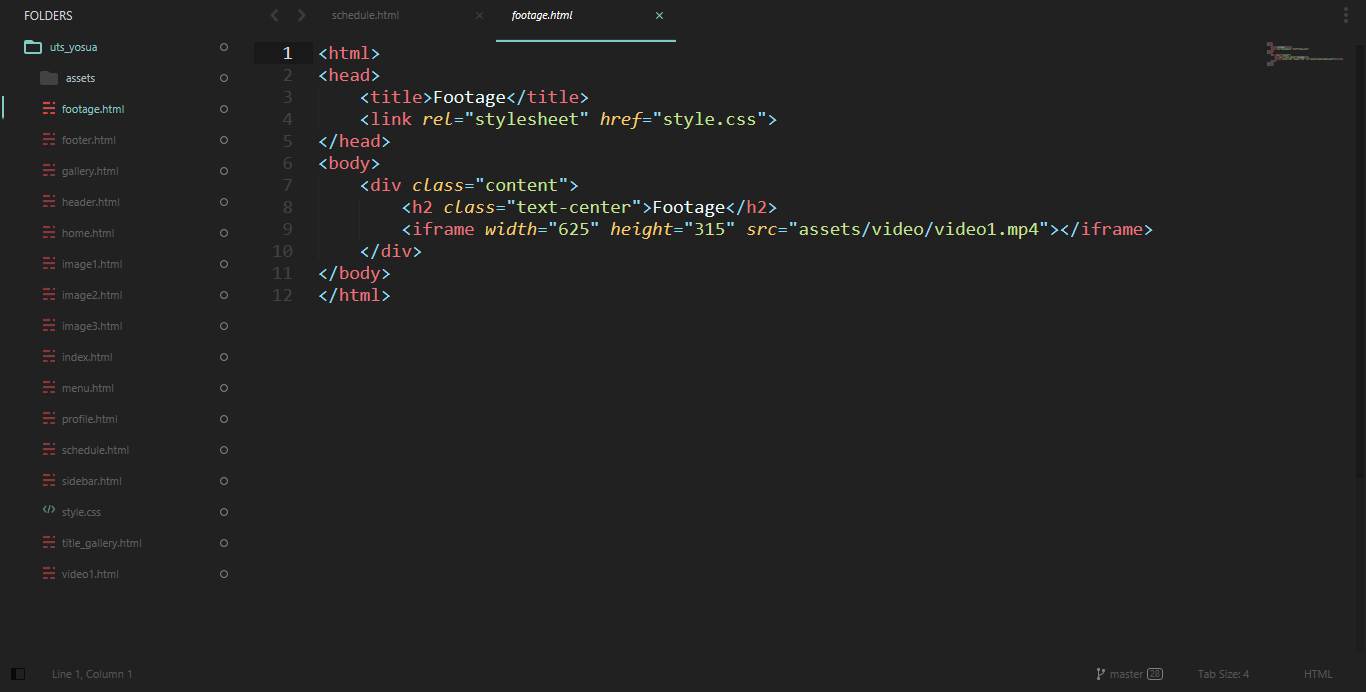 FOLDERS
uts_yosua
assets
footage.html
footer.html
gallery.html
header.html
home.html
image1.html
image2.html
image3.html
index.html
menu.html
profile.html
schedule.html
sidebar.html
style.css
title_gallery.html
video1.html
schedule.html
footage.html
1 <html>
2 <head>
3 <title>Footage</title>
4 <link rel="stylesheet" href="style.css">
5 </head>
6 <body>
7 <div class="content">
8 <h2 class="text-center">Footage</h2>
9 <iframe width="625" height="315" src="assets/video/video1.mp4"></iframe>
10 </div>
11 </body>
12 </html>
Line 1, Column 1
master 28
Tab Size: 4
HTML